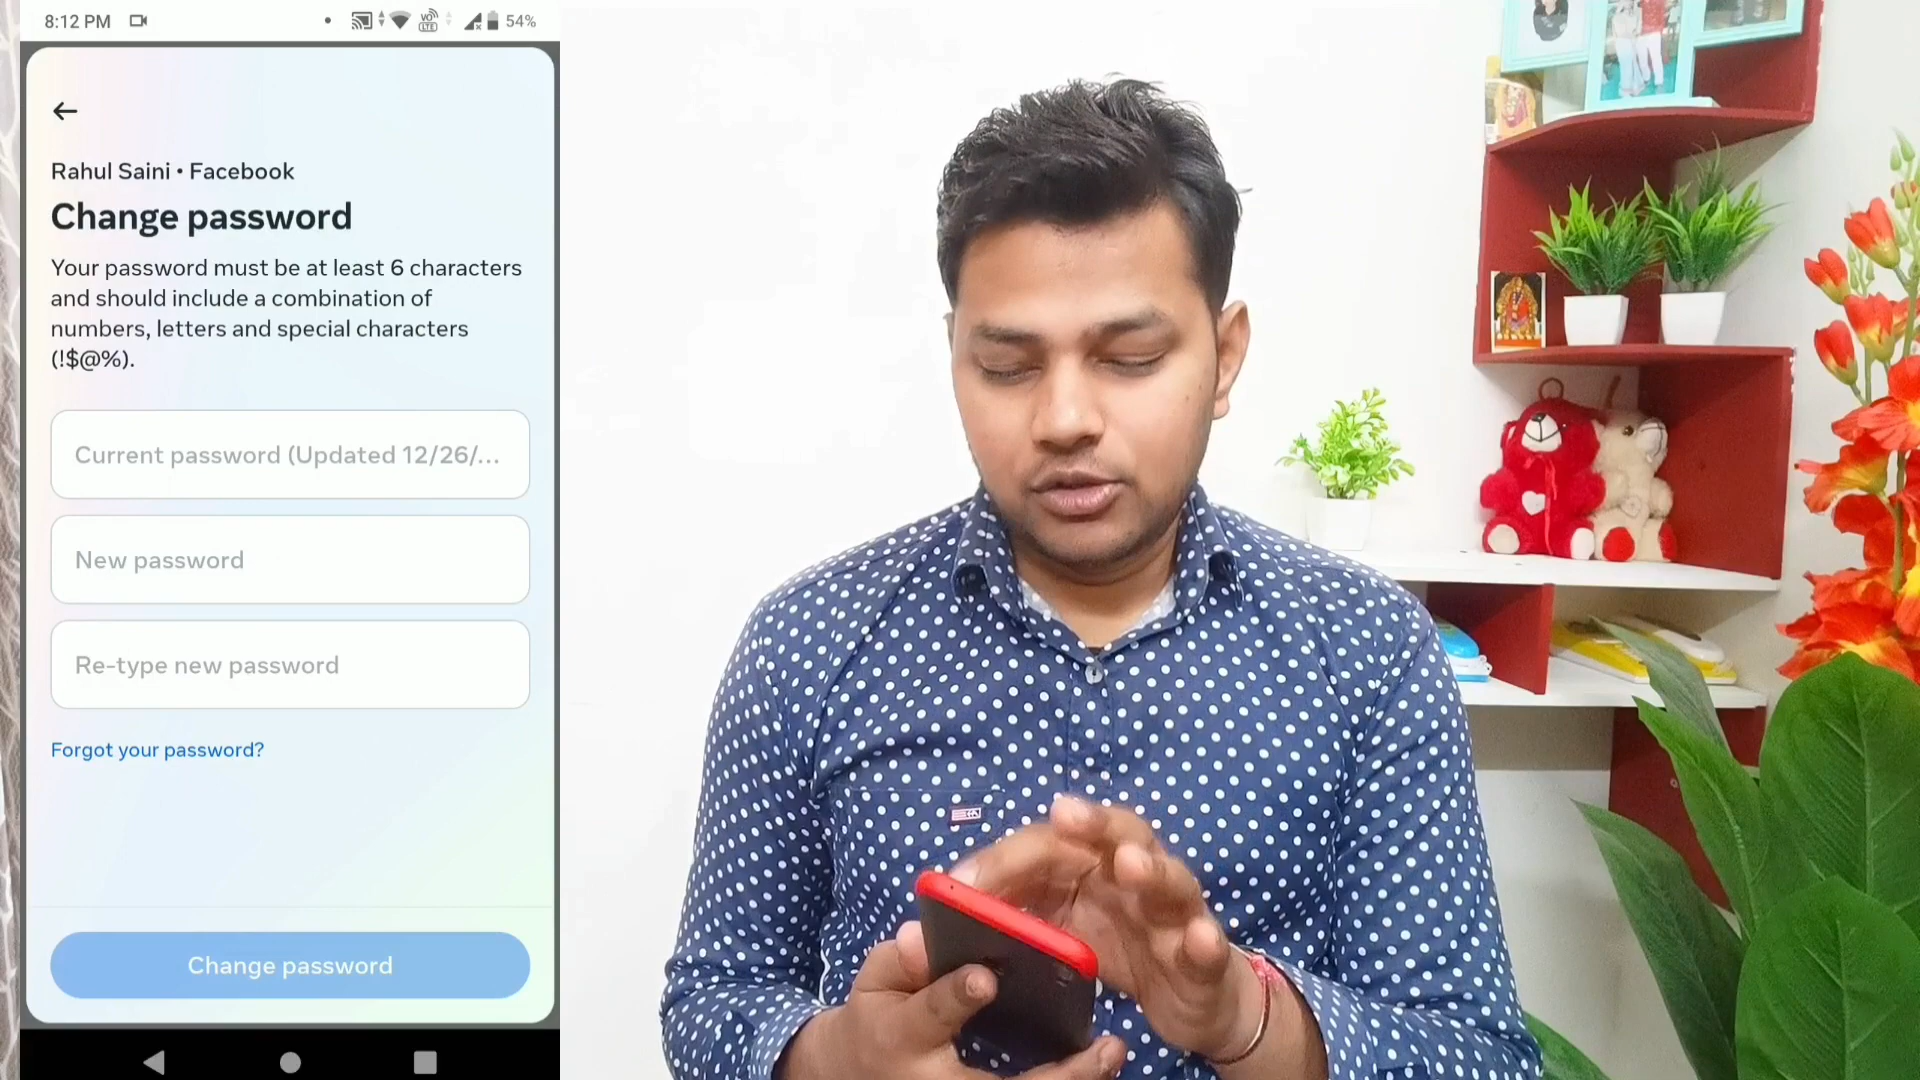 8:12 PM
VO
LTE
54%
Rahul Saini • Facebook
Change password
Your password must be at least 6 characters
and should include a combination of
numbers, letters and special characters
(!$@%).
Current password (Updated 12/26/...
New password
Re-type new password
Forgot your password?
Change password